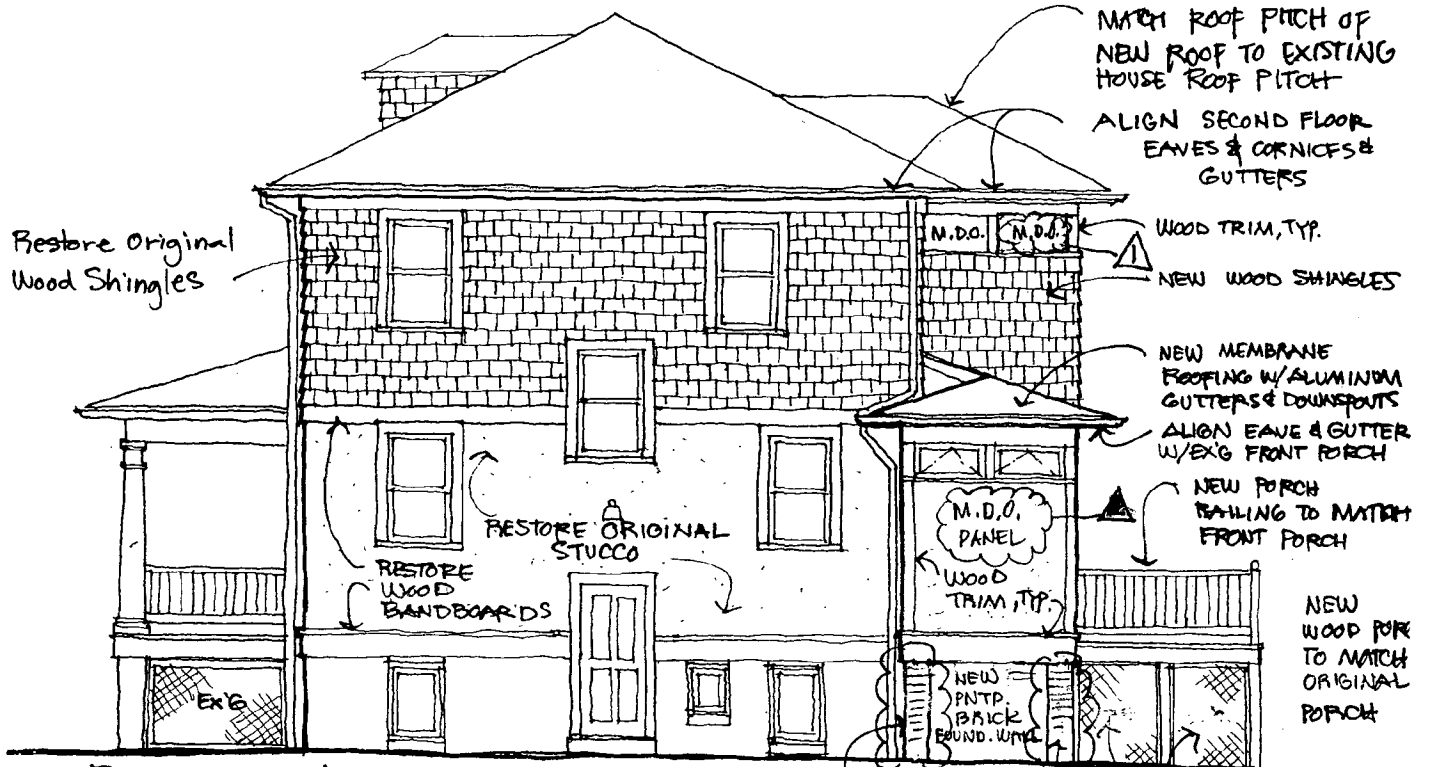 MATCH ROOF PITCH OF
NEW ROOF TO EXISTING
HOUSE ROOF PITCH
ALIGN SECOND FLOOR
EAVES & CORNICES &
GUTTERS
Restore Original
Wood Shingles
M.D.O.
M.D.O.
WOOD TRIM, TYP.
1
NEW WOOD SHINGLES
NEW MEMBRANE
ROOFING W/ALUMINUM
GUTTERS & DOWNSPOUTS
ALIGN EAVE & GUTTER
W/EX'G FRONT PORCH
NEW PORCH
RAILING TO MATCH
FRONT PORCH
M.D.O.
PANEL
RESTORE ORIGINAL
STUCCO
RESTORE
WOOD
BANDBOARDS
WOOD
TRIM, TYP.
NEW
WOOD
TO MATCH
ORIGINAL
PORCH
EX'G
NEW
PNTD.
BRICK
FOUND. WALL